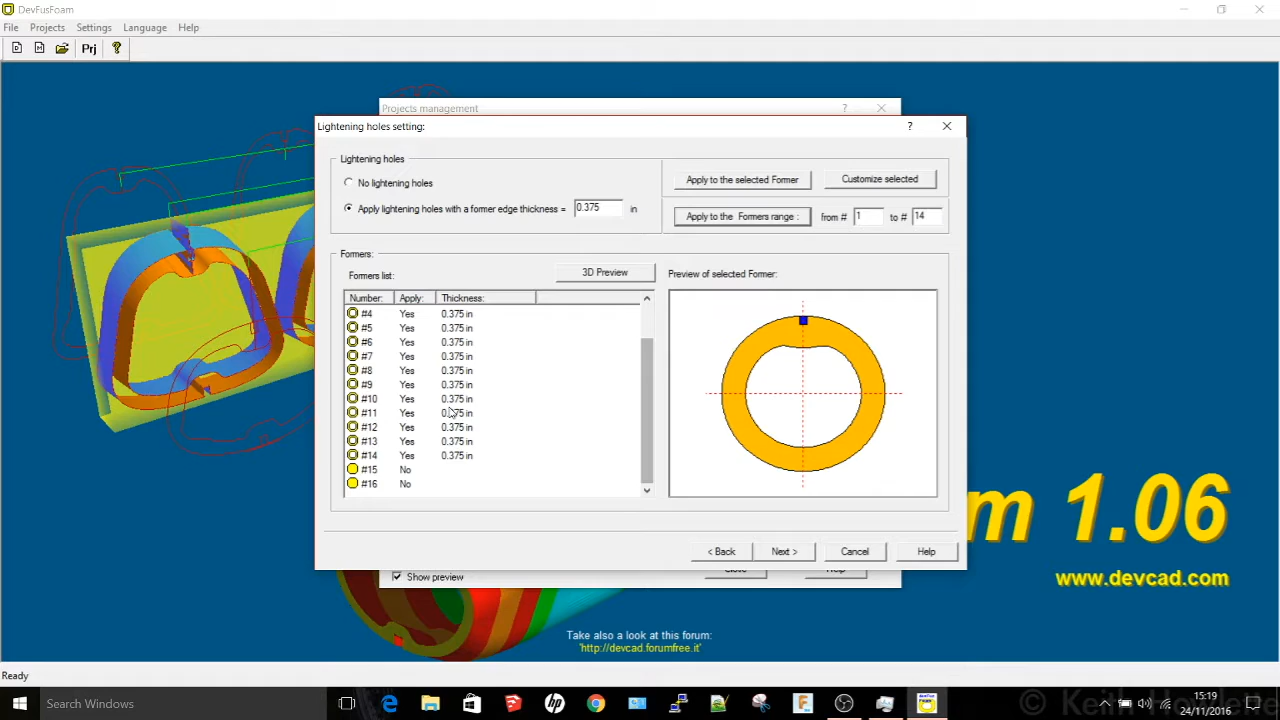 DevFusFoam
File Projects Settings Language Help
Prj
Projects management
Lightening holes setting:
Lightening holes
No lightening holes
Apply lightening holes with a former edge thickness = 0.375 in
Apply to the selected Former
Customize selected
Apply to the Formers range : from # 1 to # 14
Formers:
Formers list:
3D Preview
Preview of selected Former:
Number: Apply: Thickness:
#4 Yes 0.375 in
#5 Yes 0.375 in
#6 Yes 0.375 in
#7 Yes 0.375 in
#8 Yes 0.375 in
#9 Yes 0.375 in
#10 Yes 0.375 in
#11 Yes 0.375 in
#12 Yes 0.375 in
#13 Yes 0.375 in
#14 Yes 0.375 in
#15 No
#16 No
< Back Next > Cancel Help
Show preview
Close Help
m 1.06
www.devcad.com
Take also a look at this forum:
'http://devcad.forumfree.it'
Ready
Search Windows
15:19
24/11/2016